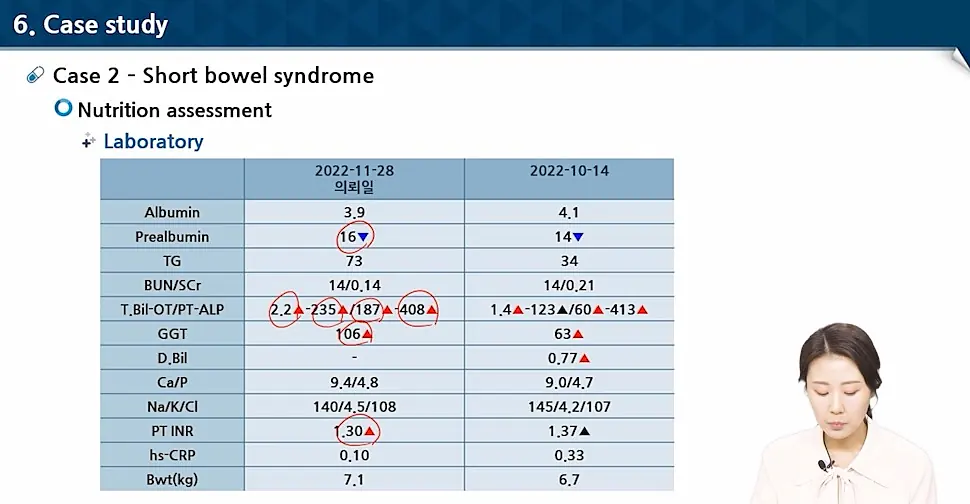 6. Case study
Case 2 - Short bowel syndrome
Nutrition assessment
Laboratory
2022-11-28 2022-10-14
의뢰일
Albumin 3.9 4.1
Prealbumin 16▼ 14▼
TG 73 34
BUN/SCr 14/0.14 14/0.21
T.Bil-OT/PT-ALP 2.2▲-235▲/187▲-408▲ 1.4▲-123▲/60▲-413▲
GGT 106▲ 63▲
D.Bil - 0.77▲
Ca/P 9.4/4.8 9.0/4.7
Na/K/Cl 140/4.5/108 145/4.2/107
PT INR 1.30▲ 1.37▲
hs-CRP 0.10 0.33
Bwt(kg) 7.1 6.7